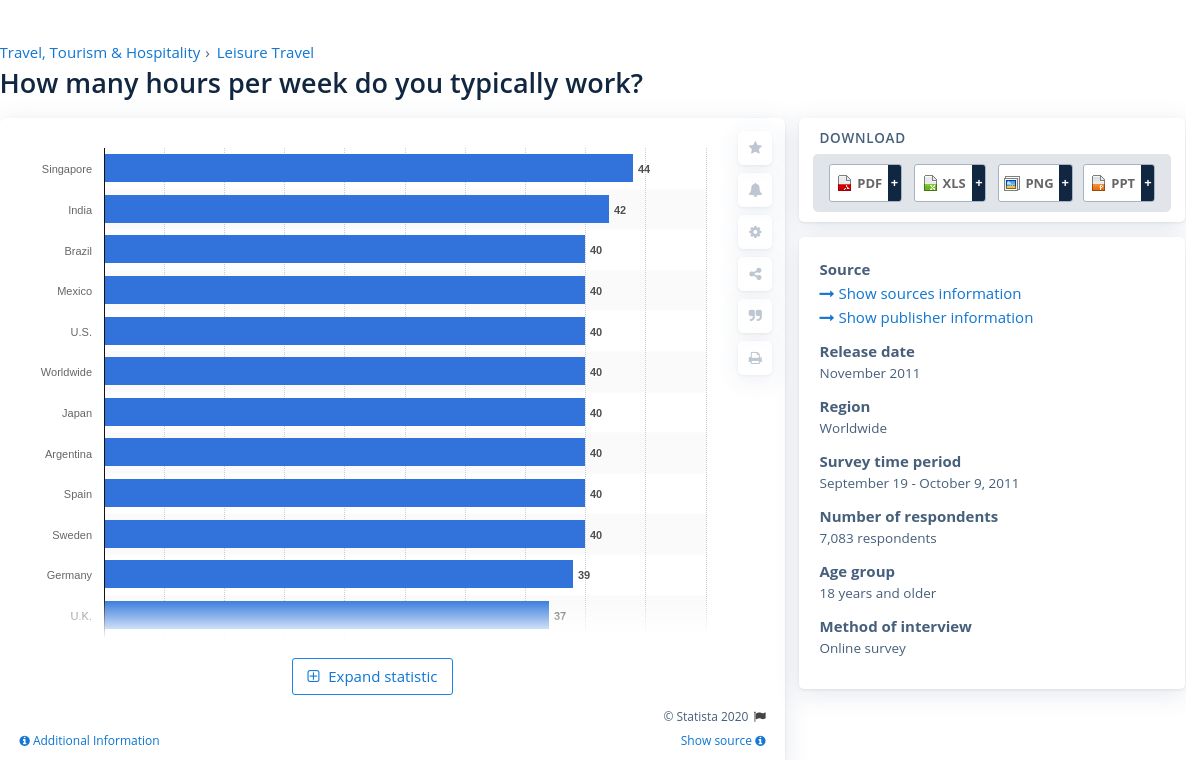 Travel, Tourism & Hospitality › Leisure Travel
How many hours per week do you typically work?
Singapore 44
India 42
Brazil 40
Mexico 40
U.S. 40
Worldwide 40
Japan 40
Argentina 40
Spain 40
Sweden 40
Germany 39
U.K. 37
Expand statistic
© Statista 2020
Additional Information Show source
DOWNLOAD
PDF + XLS + PNG + PPT +
Source
Show sources information
Show publisher information
Release date
November 2011
Region
Worldwide
Survey time period
September 19 - October 9, 2011
Number of respondents
7,083 respondents
Age group
18 years and older
Method of interview
Online survey